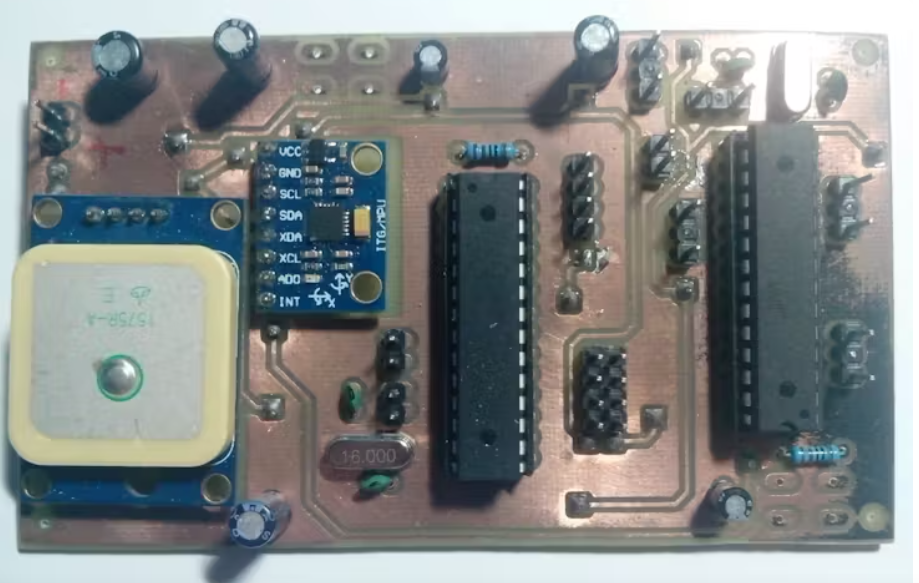 VCC
GND
SCL
SDA
XDA
XCL
ADO
INT
ITG/MPU
X
Y
1575R-A
16.000